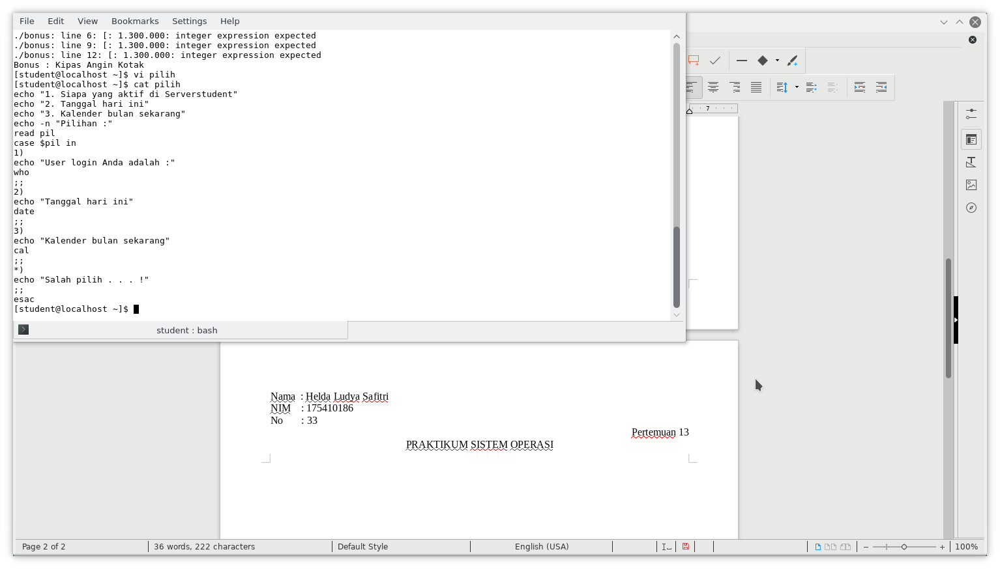 File Edit View Bookmarks Settings Help
./bonus: line 6: [: 1.300.000: integer expression expected
./bonus: line 9: [: 1.300.000: integer expression expected
./bonus: line 12: [: 1.300.000: integer expression expected
Bonus : Kipas Angin Kotak
[student@localhost ~]$ vi pilih
[student@localhost ~]$ cat pilih
echo "1. Siapa yang aktif di Serverstudent"
echo "2. Tanggal hari ini"
echo "3. Kalender bulan sekarang"
echo -n "Pilihan :"
read pil
case $pil in
1)
echo "User login Anda adalah :"
who
;;
2)
echo "Tanggal hari ini"
date
;;
3)
echo "Kalender bulan sekarang"
cal
;;
*)
echo "Salah pilih . . . !"
;;
esac
[student@localhost ~]$
student : bash
7
Nama : Helda Ludya Safitri
NIM : 175410186
No : 33
Pertemuan 13
PRAKTIKUM SISTEM OPERASI
Page 2 of 2 36 words, 222 characters Default Style English (USA) 100%